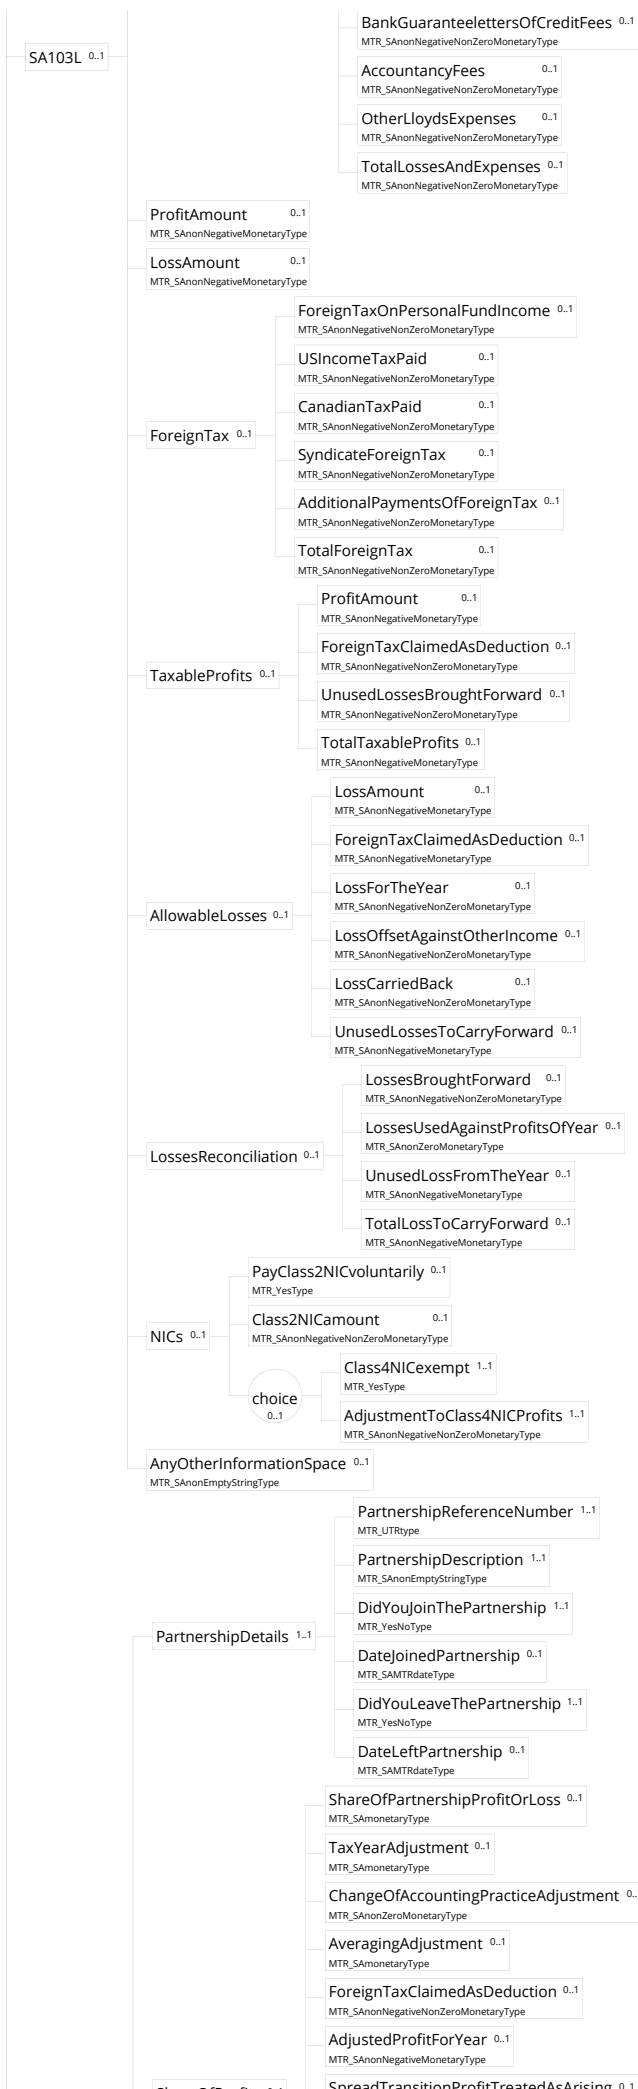 BankGuaranteelettersOfCreditFees 0..1
MTR_SAnonNegativeNonZeroMonetaryType
SA103L 0..1
AccountancyFees 0..1
MTR_SAnonNegativeNonZeroMonetaryType
OtherLloydsExpenses 0..1
MTR_SAnonNegativeNonZeroMonetaryType
TotalLossesAndExpenses 0..1
MTR_SAnonNegativeNonZeroMonetaryType
ProfitAmount 0..1
MTR_SAnonNegativeMonetaryType
LossAmount 0..1
MTR_SAnonNegativeMonetaryType
ForeignTaxOnPersonalFundIncome 0..1
MTR_SAnonNegativeNonZeroMonetaryType
USIncomeTaxPaid 0..1
MTR_SAnonNegativeNonZeroMonetaryType
CanadianTaxPaid 0..1
MTR_SAnonNegativeNonZeroMonetaryType
ForeignTax 0..1
SyndicateForeignTax 0..1
MTR_SAnonNegativeNonZeroMonetaryType
AdditionalPaymentsOfForeignTax 0..1
MTR_SAnonNegativeNonZeroMonetaryType
TotalForeignTax 0..1
MTR_SAnonNegativeNonZeroMonetaryType
ProfitAmount 0..1
MTR_SAnonNegativeMonetaryType
ForeignTaxClaimedAsDeduction 0..1
MTR_SAnonNegativeNonZeroMonetaryType
TaxableProfits 0..1
UnusedLossesBroughtForward 0..1
MTR_SAnonNegativeNonZeroMonetaryType
TotalTaxableProfits 0..1
MTR_SAnonNegativeMonetaryType
LossAmount 0..1
MTR_SAnonNegativeMonetaryType
ForeignTaxClaimedAsDeduction 0..1
MTR_SAnonNegativeMonetaryType
LossForTheYear 0..1
MTR_SAnonNegativeNonZeroMonetaryType
AllowableLosses 0..1
LossOffsetAgainstOtherIncome 0..1
MTR_SAnonNegativeNonZeroMonetaryType
LossCarriedBack 0..1
MTR_SAnonNegativeNonZeroMonetaryType
UnusedLossesToCarryForward 0..1
MTR_SAnonNegativeMonetaryType
LossesBroughtForward 0..1
MTR_SAnonNegativeNonZeroMonetaryType
LossesUsedAgainstProfitsOfYear 0..1
MTR_SAnonZeroMonetaryType
LossesReconciliation 0..1
UnusedLossFromTheYear 0..1
MTR_SAnonNegativeMonetaryType
TotalLossToCarryForward 0..1
MTR_SAnonNegativeMonetaryType
PayClass2NICvoluntarily 0..1
MTR_YesType
Class2NICamount 0..1
MTR_SAnonNegativeNonZeroMonetaryType
NICs 0..1
Class4NICexempt 1..1
MTR_YesType
choice
0..1
AdjustmentToClass4NICProfits 1..1
MTR_SAnonNegativeNonZeroMonetaryType
AnyOtherInformationSpace 0..1
MTR_SAnonEmptyStringType
PartnershipReferenceNumber 1..1
MTR_UTRtype
PartnershipDescription 1..1
MTR_SAnonEmptyStringType
DidYouJoinThePartnership 1..1
MTR_YesNoType
PartnershipDetails 1..1
DateJoinedPartnership 0..1
MTR_SAMTRdateType
DidYouLeaveThePartnership 1..1
MTR_YesNoType
DateLeftPartnership 0..1
MTR_SAMTRdateType
ShareOfPartnershipProfitOrLoss 0..1
MTR_SAmonetaryType
TaxYearAdjustment 0..1
MTR_SAmonetaryType
ChangeOfAccountingPracticeAdjustment 0..
MTR_SAnonZeroMonetaryType
AveragingAdjustment 0..1
MTR_SAmonetaryType
ForeignTaxClaimedAsDeduction 0..1
MTR_SAnonNegativeNonZeroMonetaryType
AdjustedProfitForYear 0..1
MTR_SAnonNegativeMonetaryType
SpreadTransitionProfitTreatedAsArising 0..1